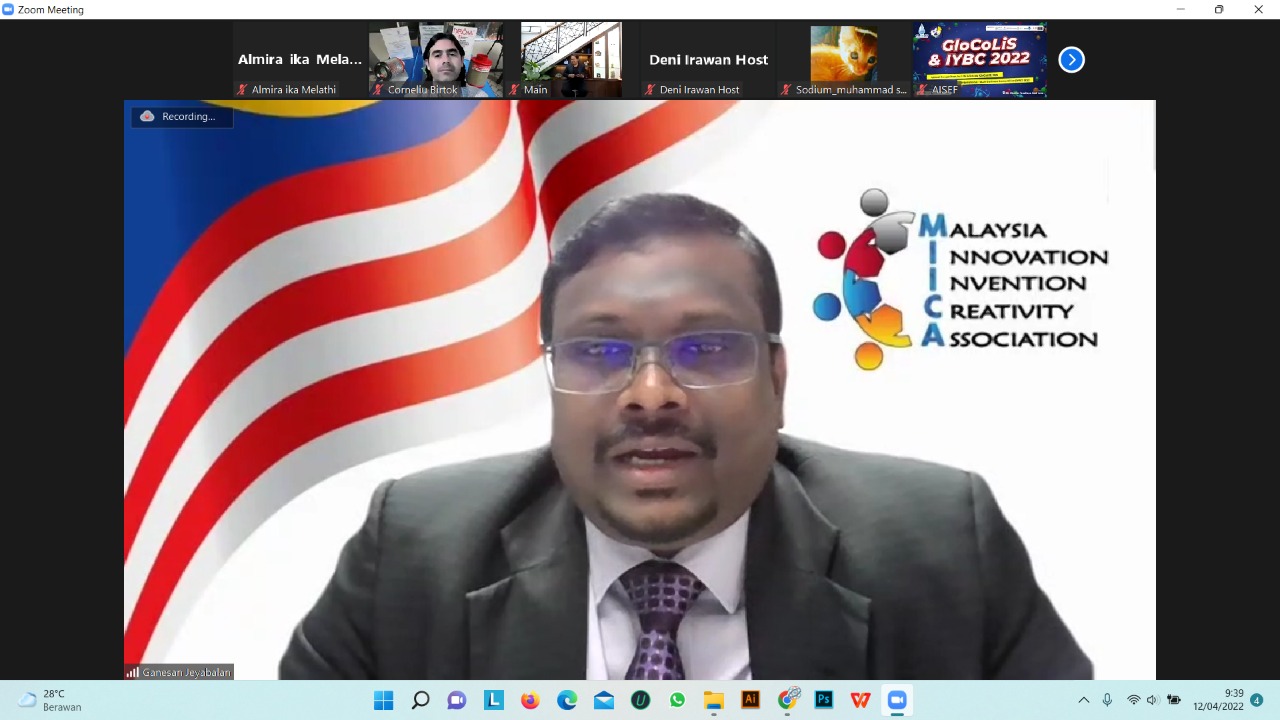 Zoom Meeting
Almira ika Mela...
Deni Irawan Host
GloCoLiS
& IYBC 2022
Almira ika Melathi
Corneliu Birtok
Main
Deni Irawan Host
Sodium_muhammad s...
AISEF
Recording...
MALAYSIA
INNOVATION
INVENTION
CREATIVITY
ASSOCIATION
Ganesan Jeyabalan
28°C
Berawan
L
U
Ai
Ps
W
9:39
12/04/2022
4